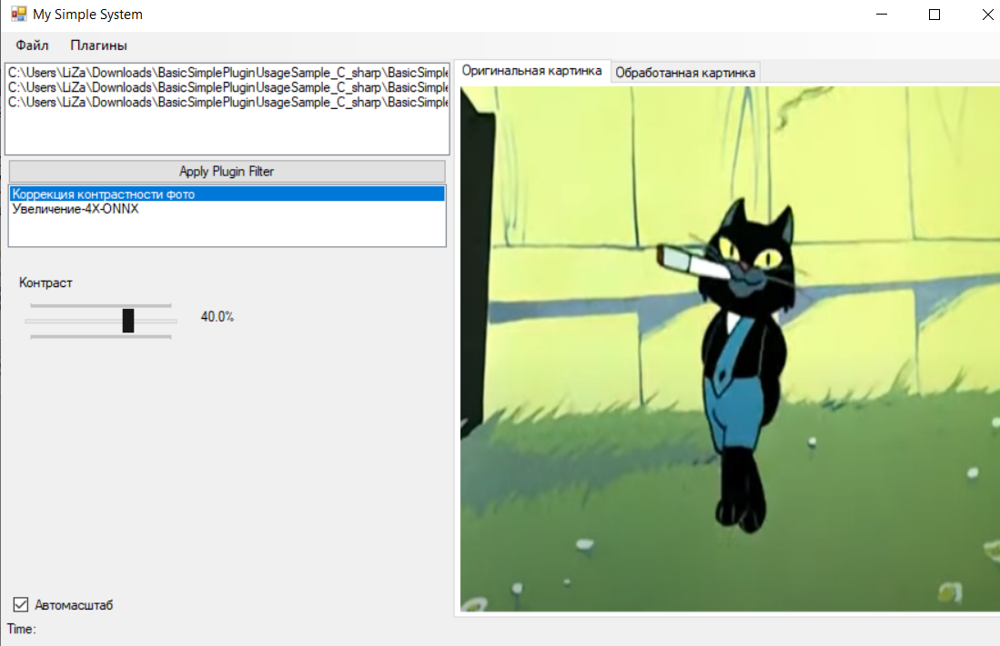 My Simple System
Файл Плагины
C:\Users\LiZa\Downloads\BasicSimplePluginUsageSample_C_sharp\BasicSimple
C:\Users\LiZa\Downloads\BasicSimplePluginUsageSample_C_sharp\BasicSimple
C:\Users\LiZa\Downloads\BasicSimplePluginUsageSample_C_sharp\BasicSimple
Оригинальная картинка Обработанная картинка
Apply Plugin Filter
Коррекция контрастности фото
Увеличение-4X-ONNX
Контраст
40.0%
Автомасштаб
Time: